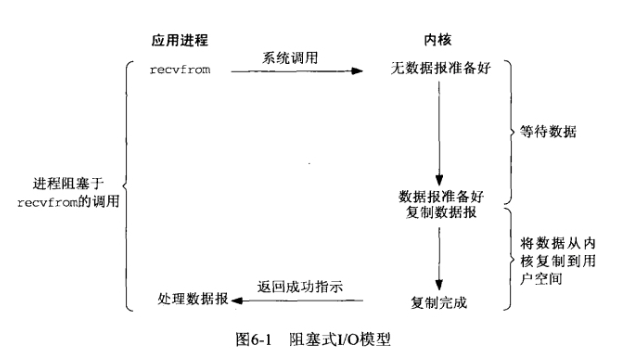 应用进程
内核
recvfrom
系统调用
无数据报准备好
等待数据
进程阻塞于
recvfrom的调用
数据报准备好
复制数据报
将数据从内
核复制到用
户空间
处理数据报
返回成功指示
复制完成
图6-1 阻塞式I/O模型